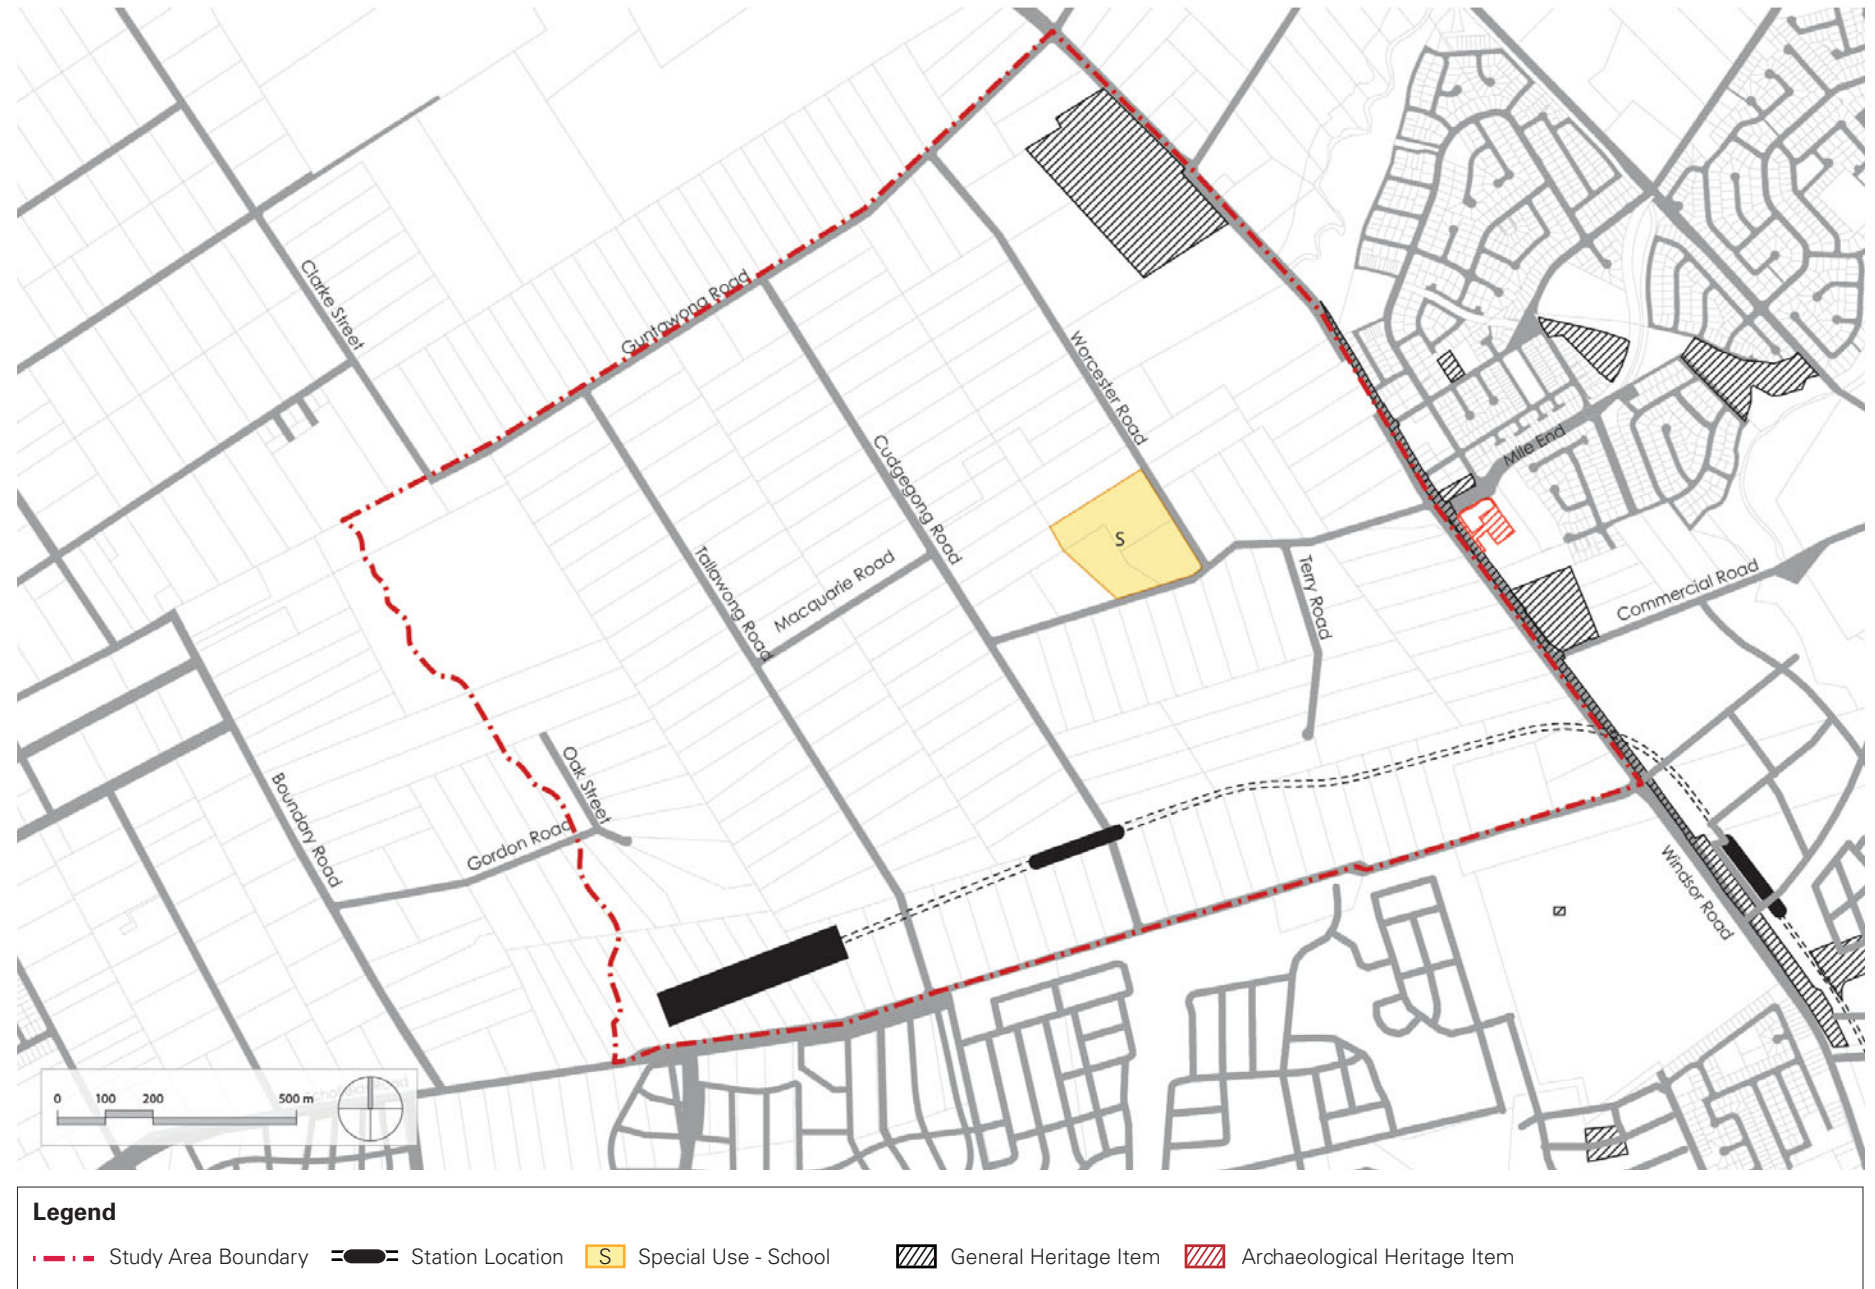 Clarke Street
Guntawong Road
Worcester Road
Cudgegong Road
Mile End
S
Tallawong Road
Macquarie Road
Terry Road
Commercial Road
Oak Street
Boundary Road
Gordon Road
Windsor Road
0 100 200 500 m
Legend
Study Area Boundary Station Location S Special Use - School General Heritage Item Archaeological Heritage Item